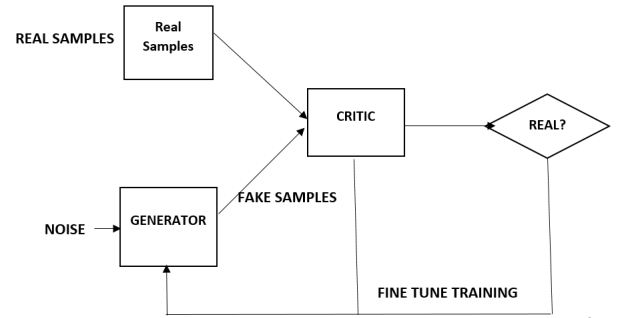 REAL SAMPLES
Real
Samples
CRITIC
REAL?
FAKE SAMPLES
GENERATOR
NOISE
FINE TUNE TRAINING